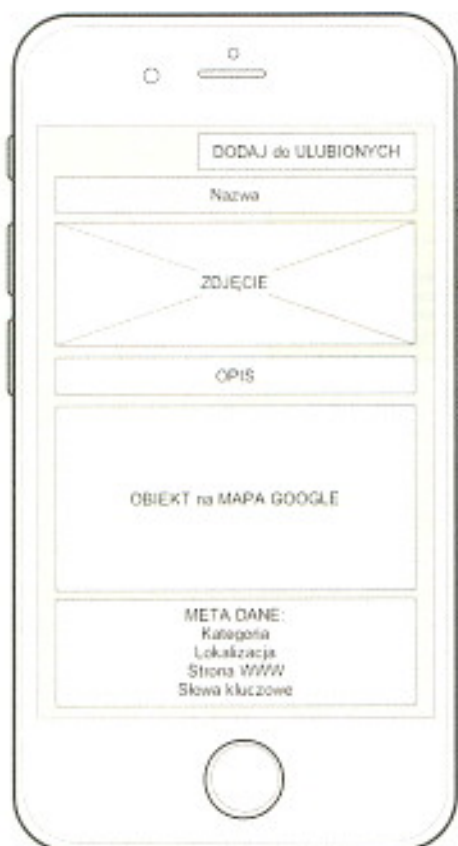 DODAJ do ULUBIONYCH
Nazwa
ZDJĘCIE
OPIS
OBIEKT na MAPA GOOGLE
META DANE:
Kategoria
Lokalizacja
Strona WWW
Słowa kluczowe